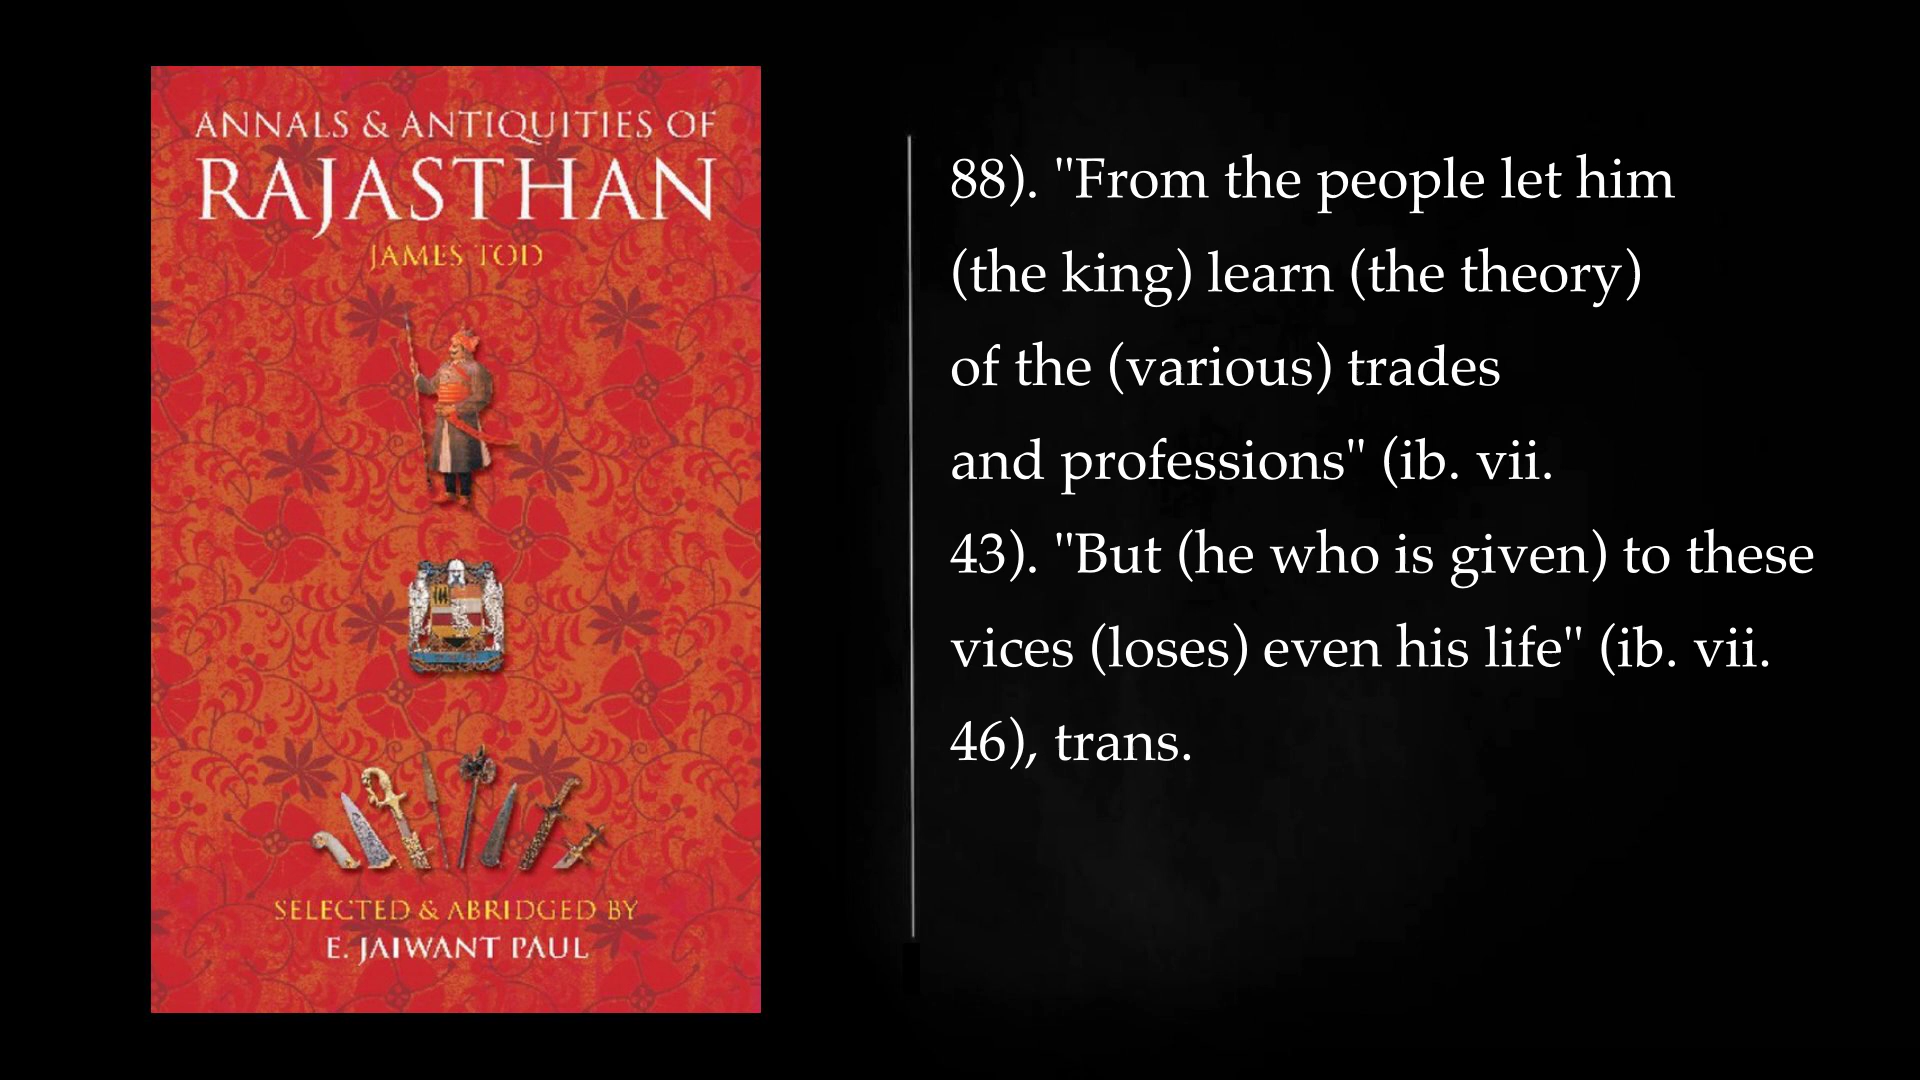 ANNALS & ANTIQUITIES OF
RAJASTHAN
JAMES TOD
SELECTED & ABRIDGED BY
E. JAIWANT PAUL
88). "From the people let him
(the king) learn (the theory)
of the (various) trades
and professions" (ib. vii.
43). "But (he who is given) to these
vices (loses) even his life" (ib. vii.
46), trans.